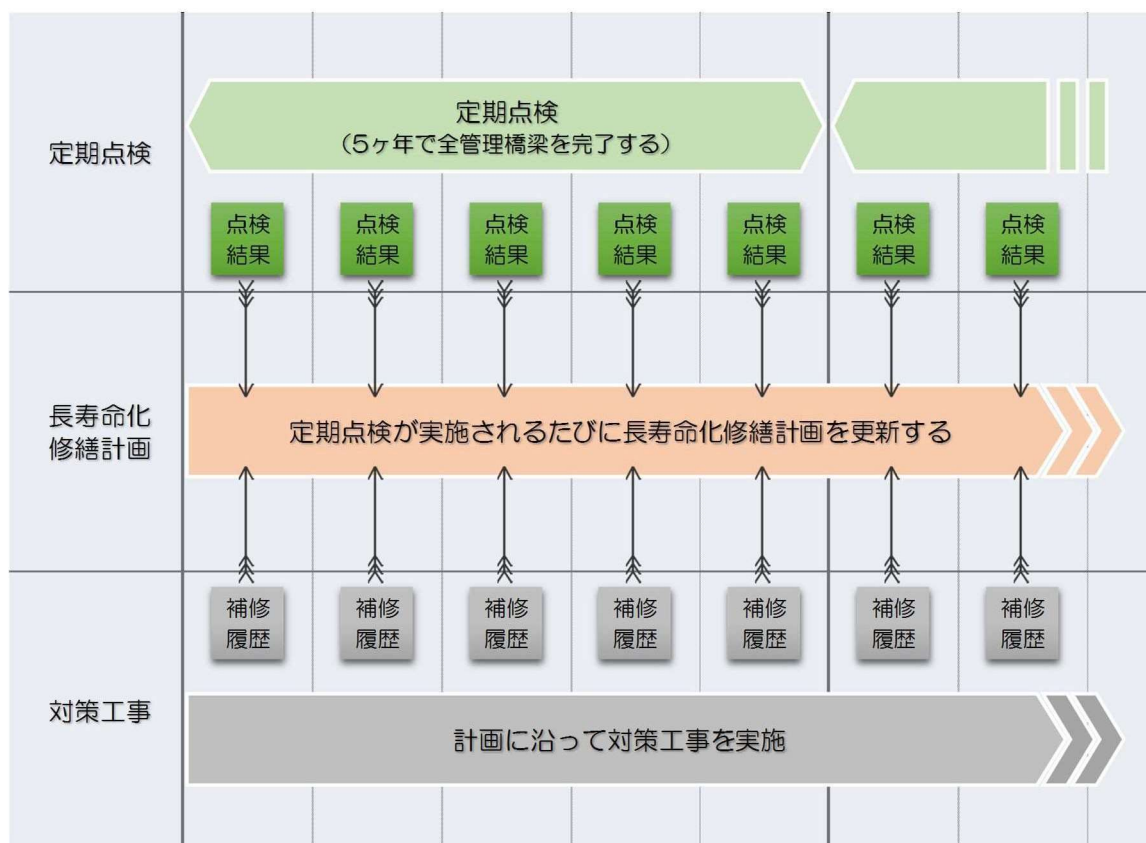 定期点検
定期点検
（5ヶ年で全管理橋梁を完了する）
点検
結果
点検
結果
点検
結果
点検
結果
点検
結果
点検
結果
点検
結果
長寿命化
修繕計画
定期点検が実施されるたびに長寿命化修繕計画を更新する
補修
履歴
補修
履歴
補修
履歴
補修
履歴
補修
履歴
補修
履歴
補修
履歴
対策工事
計画に沿って対策工事を実施